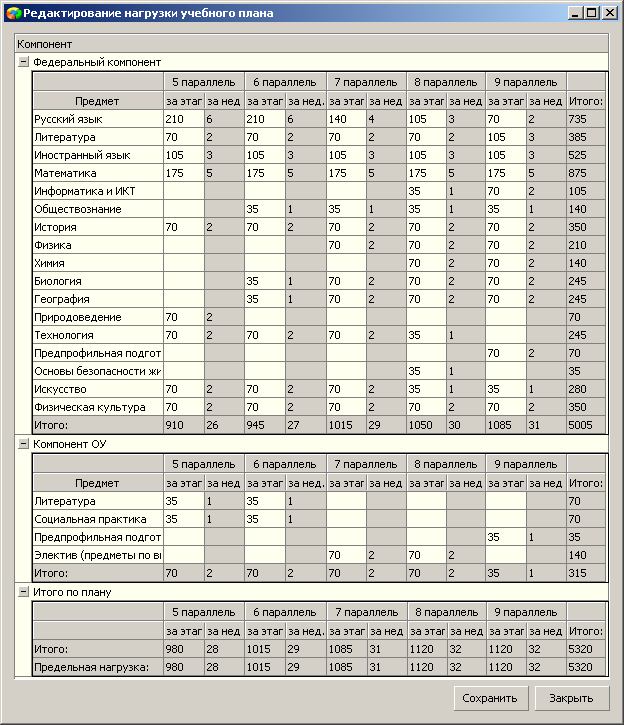 Редактирование нагрузки учебного плана
Компонент
Федеральный компонент
5 параллель 6 параллель 7 параллель 8 параллель 9 параллель
Предмет за этаг за нед за этаг за нед. за этаг за нед за этаг за нед за этаг за нед Итого:
Русский язык 210 6 210 6 140 4 105 3 70 2 735
Литература 70 2 70 2 70 2 70 2 105 3 385
Иностранный язык 105 3 105 3 105 3 105 3 105 3 525
Математика 175 5 175 5 175 5 175 5 175 5 875
Информатика и ИКТ 35 1 70 2 105
Обществознание 35 1 35 1 35 1 35 1 140
История 70 2 70 2 70 2 70 2 70 2 350
Физика 70 2 70 2 70 2 210
Химия 70 2 70 2 140
Биология 35 1 70 2 70 2 70 2 245
География 35 1 70 2 70 2 70 2 245
Природоведение 70 2 70
Технология 70 2 70 2 70 2 35 1 245
Предпрофильная подгот 70 2 70
Основы безопасности жи 35 1 35
Искусство 70 2 70 2 70 2 35 1 35 1 280
Физическая культура 70 2 70 2 70 2 70 2 70 2 350
Итого: 910 26 945 27 1015 29 1050 30 1085 31 5005
Компонент ОУ
5 параллель 6 параллель 7 параллель 8 параллель 9 параллель
Предмет за этаг за нед за этаг за нед. за этаг за нед за этаг за нед за этаг за нед Итого:
Литература 35 1 35 1 70
Социальная практика 35 1 35 1 70
Предпрофильная подгот 35 1 35
Электив (предметы по вы 70 2 70 2 140
Итого: 70 2 70 2 70 2 70 2 35 1 315
Итого по плану
5 параллель 6 параллель 7 параллель 8 параллель 9 параллель
за этаг за нед за этаг за нед. за этаг за нед за этаг за нед за этаг за нед Итого:
Итого: 980 28 1015 29 1085 31 1120 32 1120 32 5320
Предельная нагрузка: 980 28 1015 29 1085 31 1120 32 1120 32 5320
Сохранить Закрыть